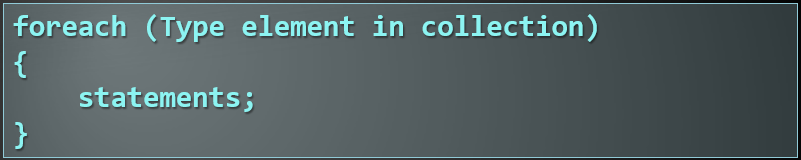 foreach (Type element in collection)
{
    statements;
}